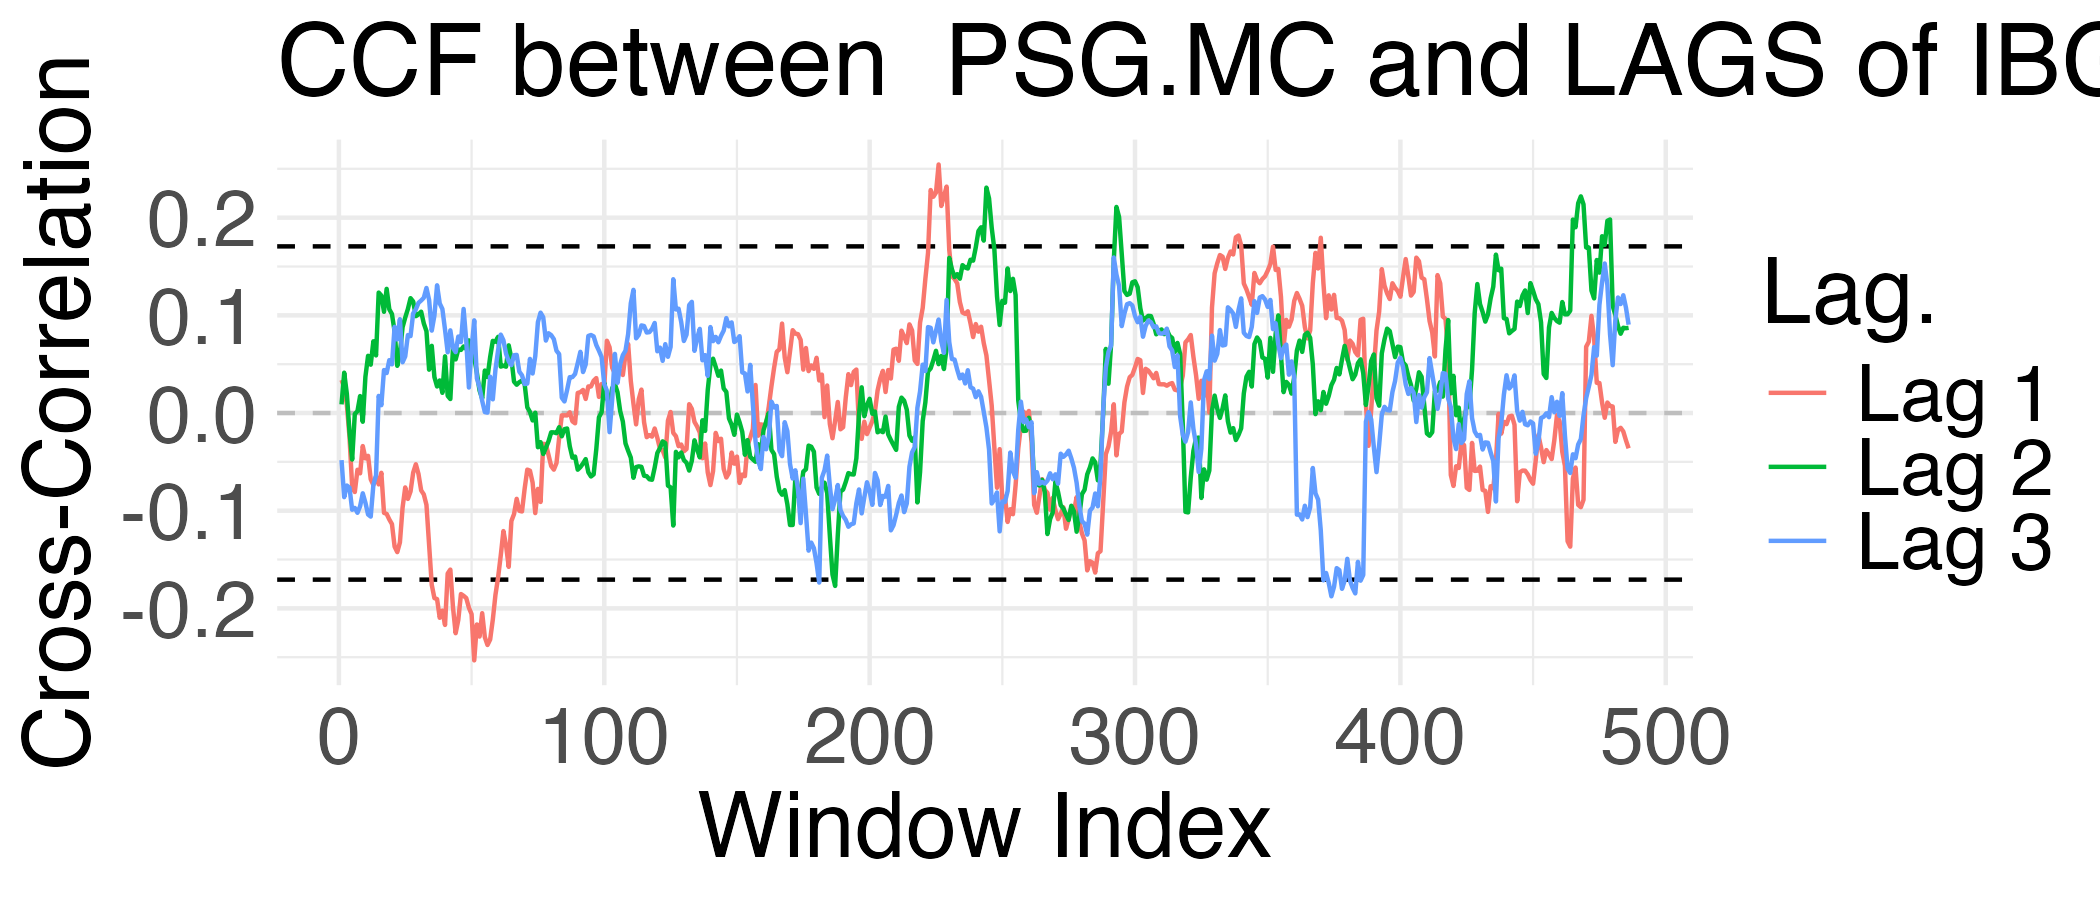 CCF between  PSG.MC and LAGS of
Cross-Correlation
0.2
0.1
0.0
-0.1
-0.2
0
100
200
300
400
500
Window Index
Lag.
Lag 1
Lag 2
Lag 3